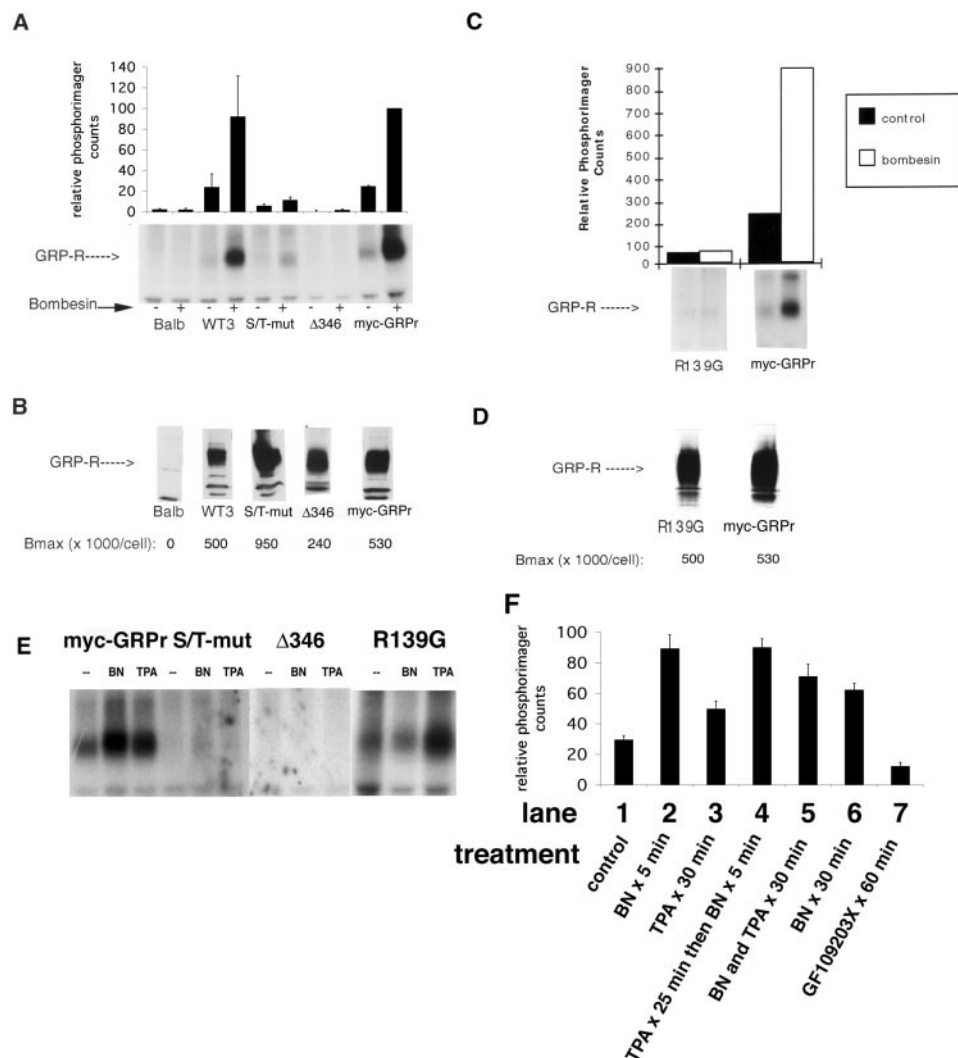 A
relative phosphorimager
counts
140
120
100
80
60
40
20
0
GRP-R----->
Bombesin
- + - + - + - + - +
Balb WT3 S/T-mut Δ346 myc-GRPr
B
GRP-R----->
Balb WT3 S/T-mut Δ346 myc-GRPr
Bmax (x 1000/cell): 0 500 950 240 530
C
Relative Phosphorimager
Counts
900
800
700
600
500
400
300
200
100
control
bombesin
GRP-R ------>
R139G myc-GRPr
D
GRP-R ------>
R139G myc-GRPr
Bmax (x 1000/cell): 500 530
E
myc-GRPr S/T-mut Δ346 R139G
-- BN TPA -- BN TPA -- BN TPA -- BN TPA
F
relative phosphorimager
counts
100
80
60
40
20
0
lane 1 2 3 4 5 6 7
treatment
control
BN x 5 min
TPA x 30 min
TPA x 25 min then BN x 5 min
BN and TPA x 30 min
BN x 30 min
GF109203X x 60 min